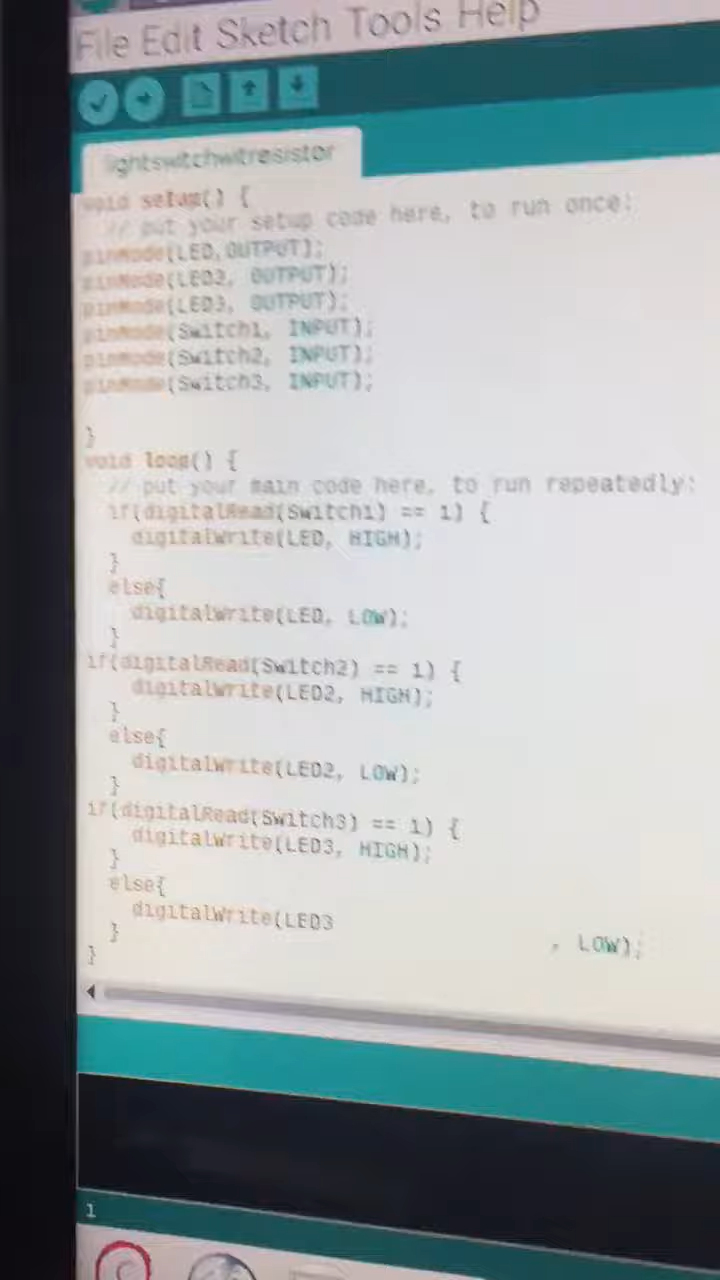 File Edit Sketch Tools Help
lightswitchwitresistor
void setup() {
// put your setup code here, to run once:
pinMode(LED,OUTPUT);
pinMode(LED2, OUTPUT);
pinMode(LED3, OUTPUT);
pinMode(Switch1, INPUT);
pinMode(Switch2, INPUT);
pinMode(Switch3, INPUT);
}
void loop() {
// put your main code here, to run repeatedly:
if(digitalRead(Switch1) == 1) {
digitalWrite(LED, HIGH);
}
else{
digitalWrite(LED, LOW);
}
if(digitalRead(Switch2) == 1) {
digitalWrite(LED2, HIGH);
}
else{
digitalWrite(LED2, LOW);
}
if(digitalRead(Switch3) == 1) {
digitalWrite(LED3, HIGH);
}
else{
digitalWrite(LED3 , LOW);
}
}
1